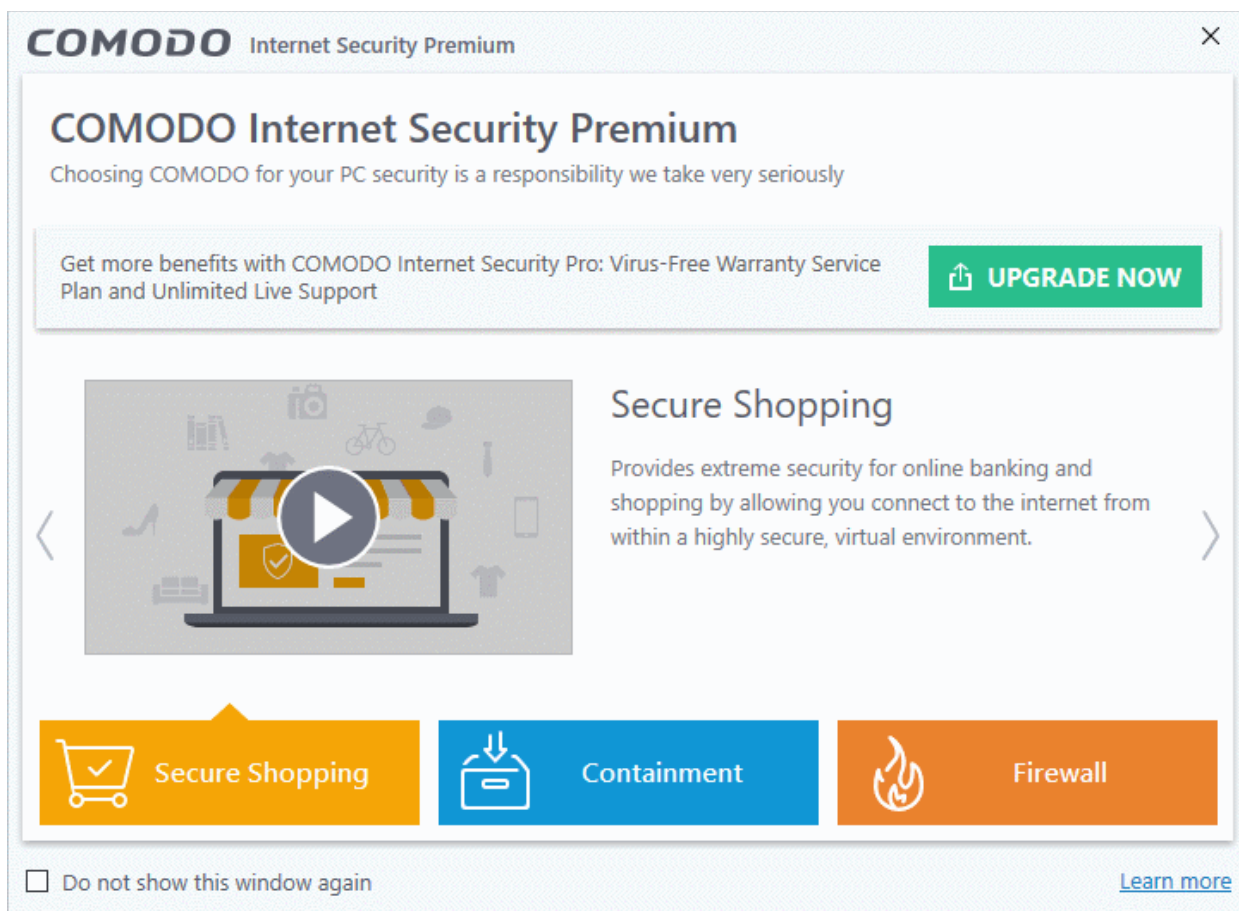 COMODO Internet Security Premium
COMODO Internet Security Premium
Choosing COMODO for your PC security is a responsibility we take very seriously
Get more benefits with COMODO Internet Security Pro: Virus-Free Warranty Service
Plan and Unlimited Live Support
UPGRADE NOW
Secure Shopping
Provides extreme security for online banking and
shopping by allowing you connect to the internet from
within a highly secure, virtual environment.
Secure Shopping
Containment
Firewall
Do not show this window again
Learn more